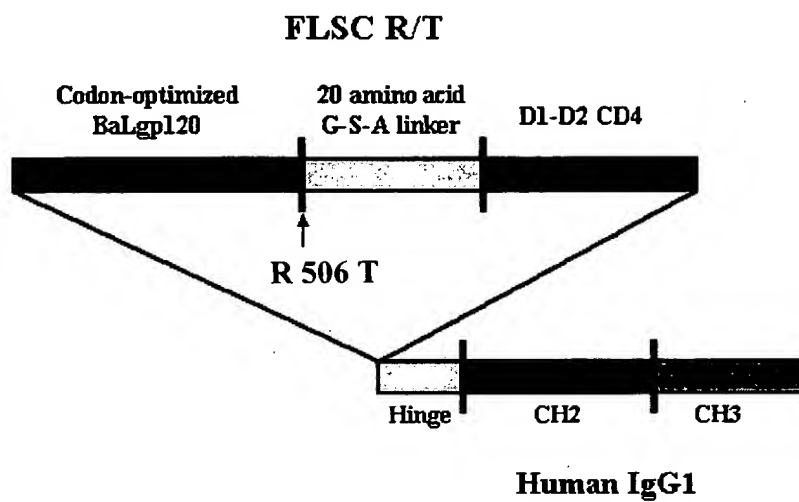 FLSC R/T
Codon-optimized
BaLgp120
20 amino acid
G-S-A linker
D1-D2 CD4
R 506 T
Hinge
CH2
CH3
Human IgG1